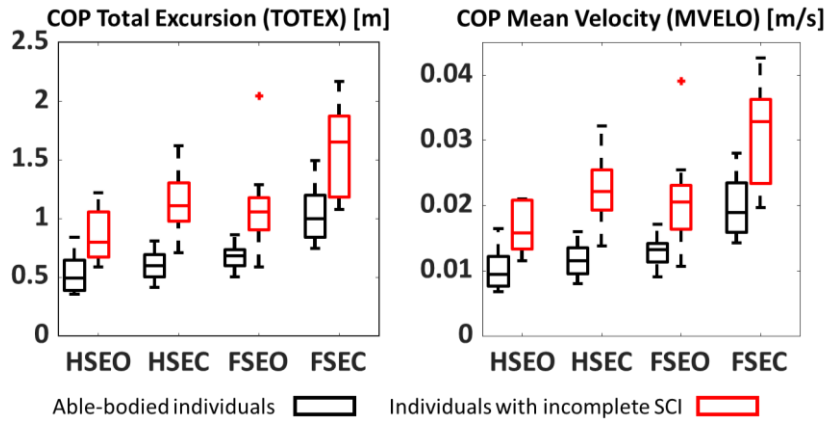 COP Total Excursion (TOTEX) [m]
2.5
2
1.5
1
0.5
0
HSEO HSEC FSEO FSEC
COP Mean Velocity (MVELO) [m/s]
0.04
0.03
0.02
0.01
0
HSEO HSEC FSEO FSEC
Able-bodied individuals
Individuals with incomplete SCI